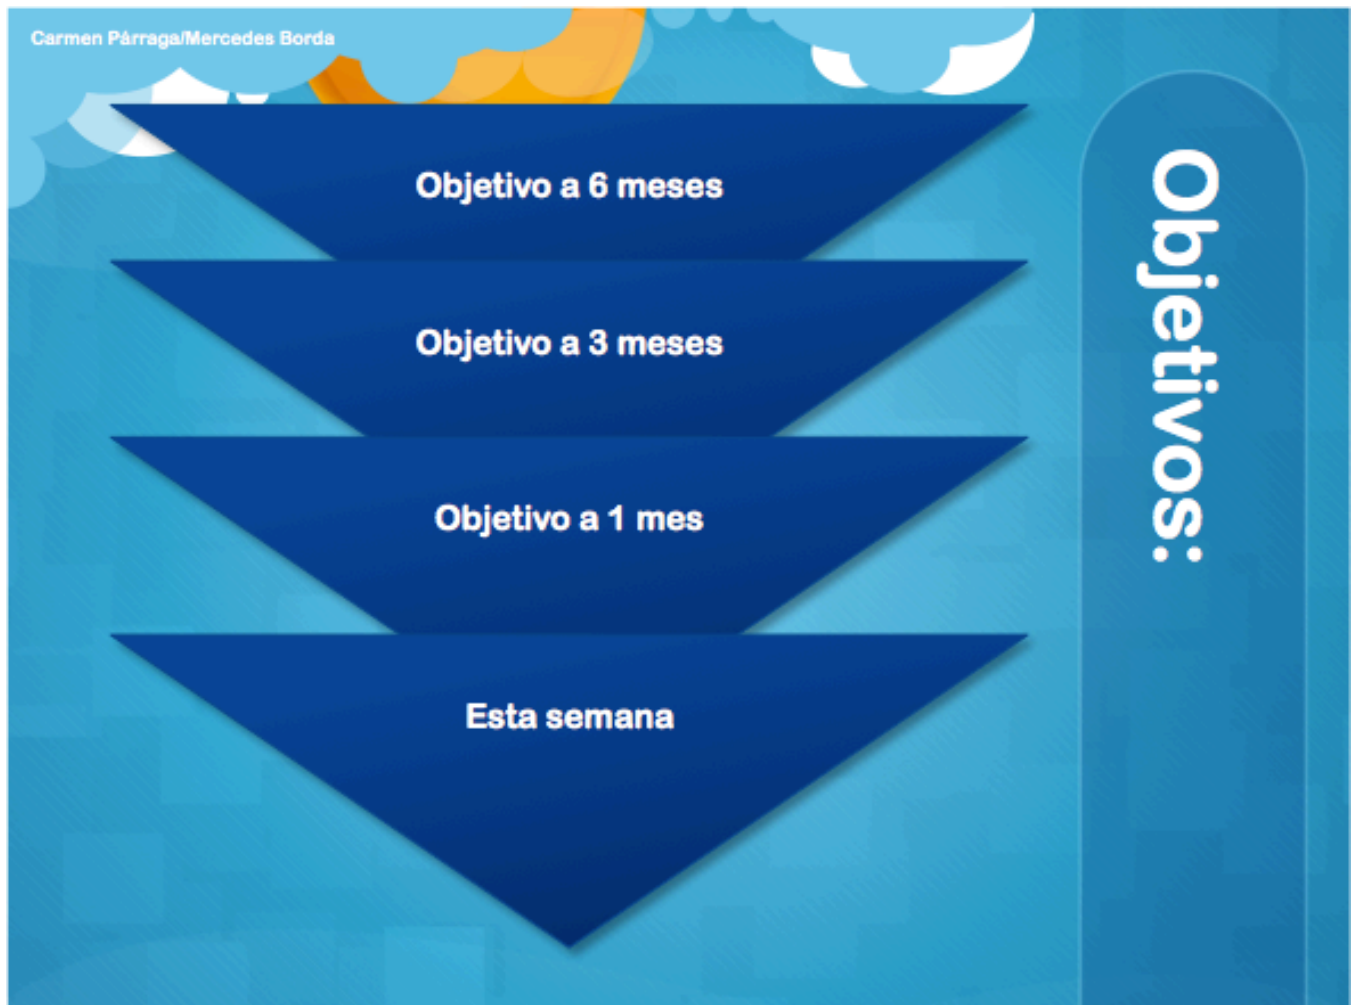 Carmen Párraga/Mercedes Borda
Objetivo a 6 meses
Objetivo a 3 meses
Objetivo a 1 mes
Esta semana
Objetivos: